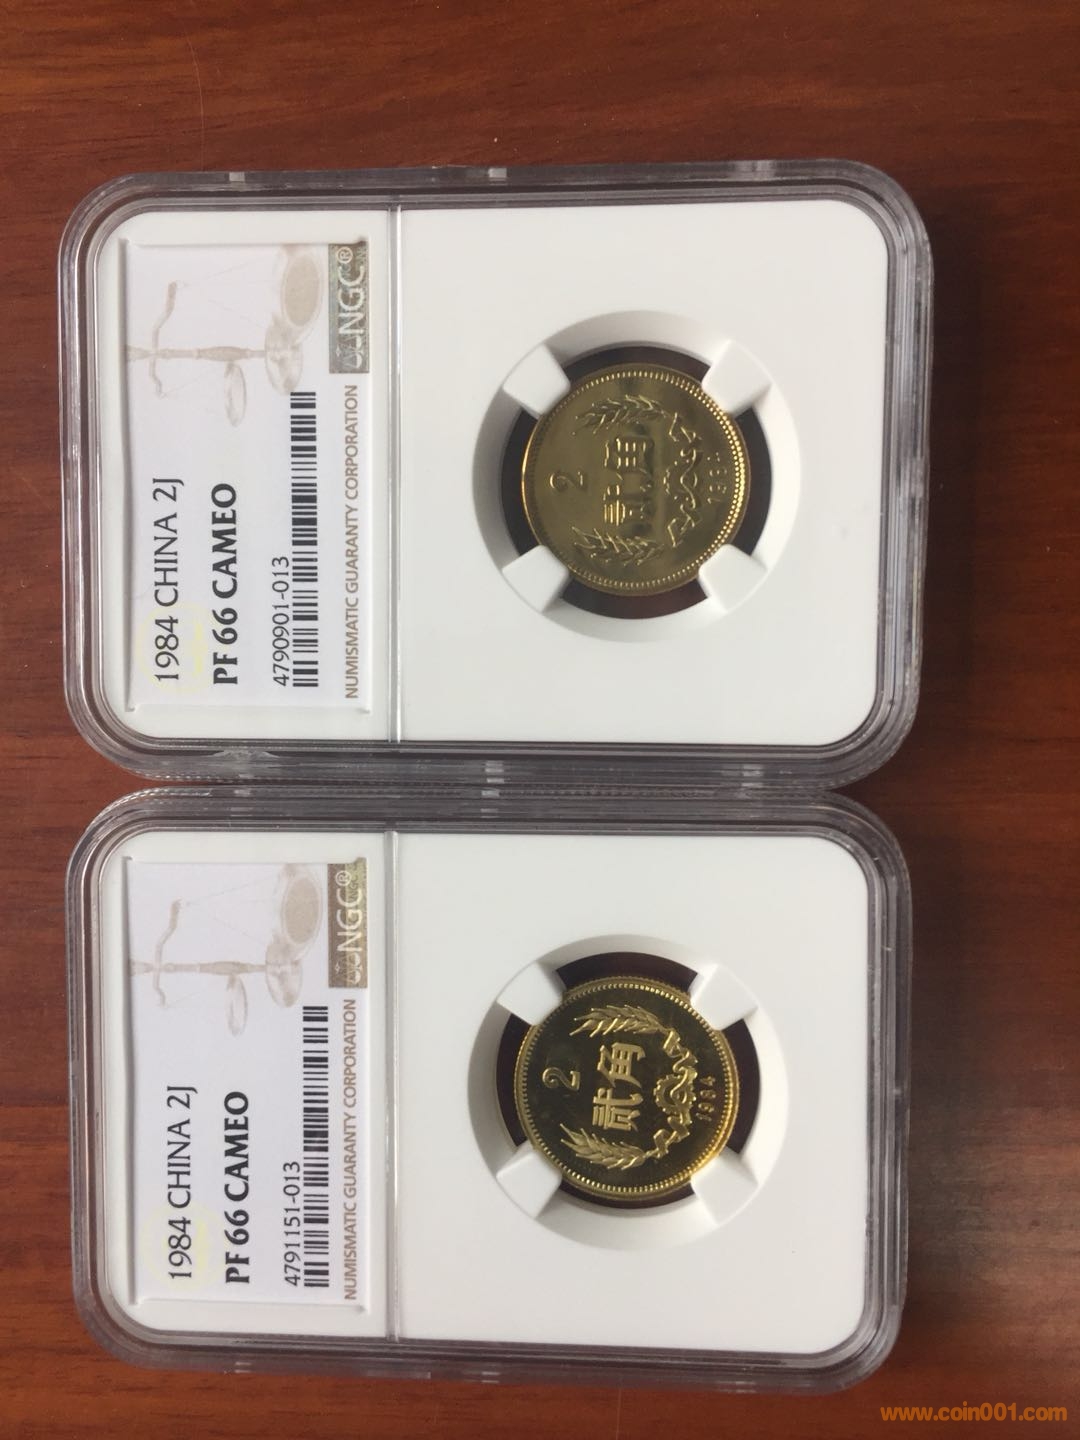 1984 CHINA 2J
PF 66 CAMEO
4790901-013
NUMISMATIC GUARANTY CORPORATION
NGC®
2
贰角
1984
1984 CHINA 2J
PF 66 CAMEO
4791151-013
NUMISMATIC GUARANTY CORPORATION
NGC®
2
贰角
1984
www.coin001.com